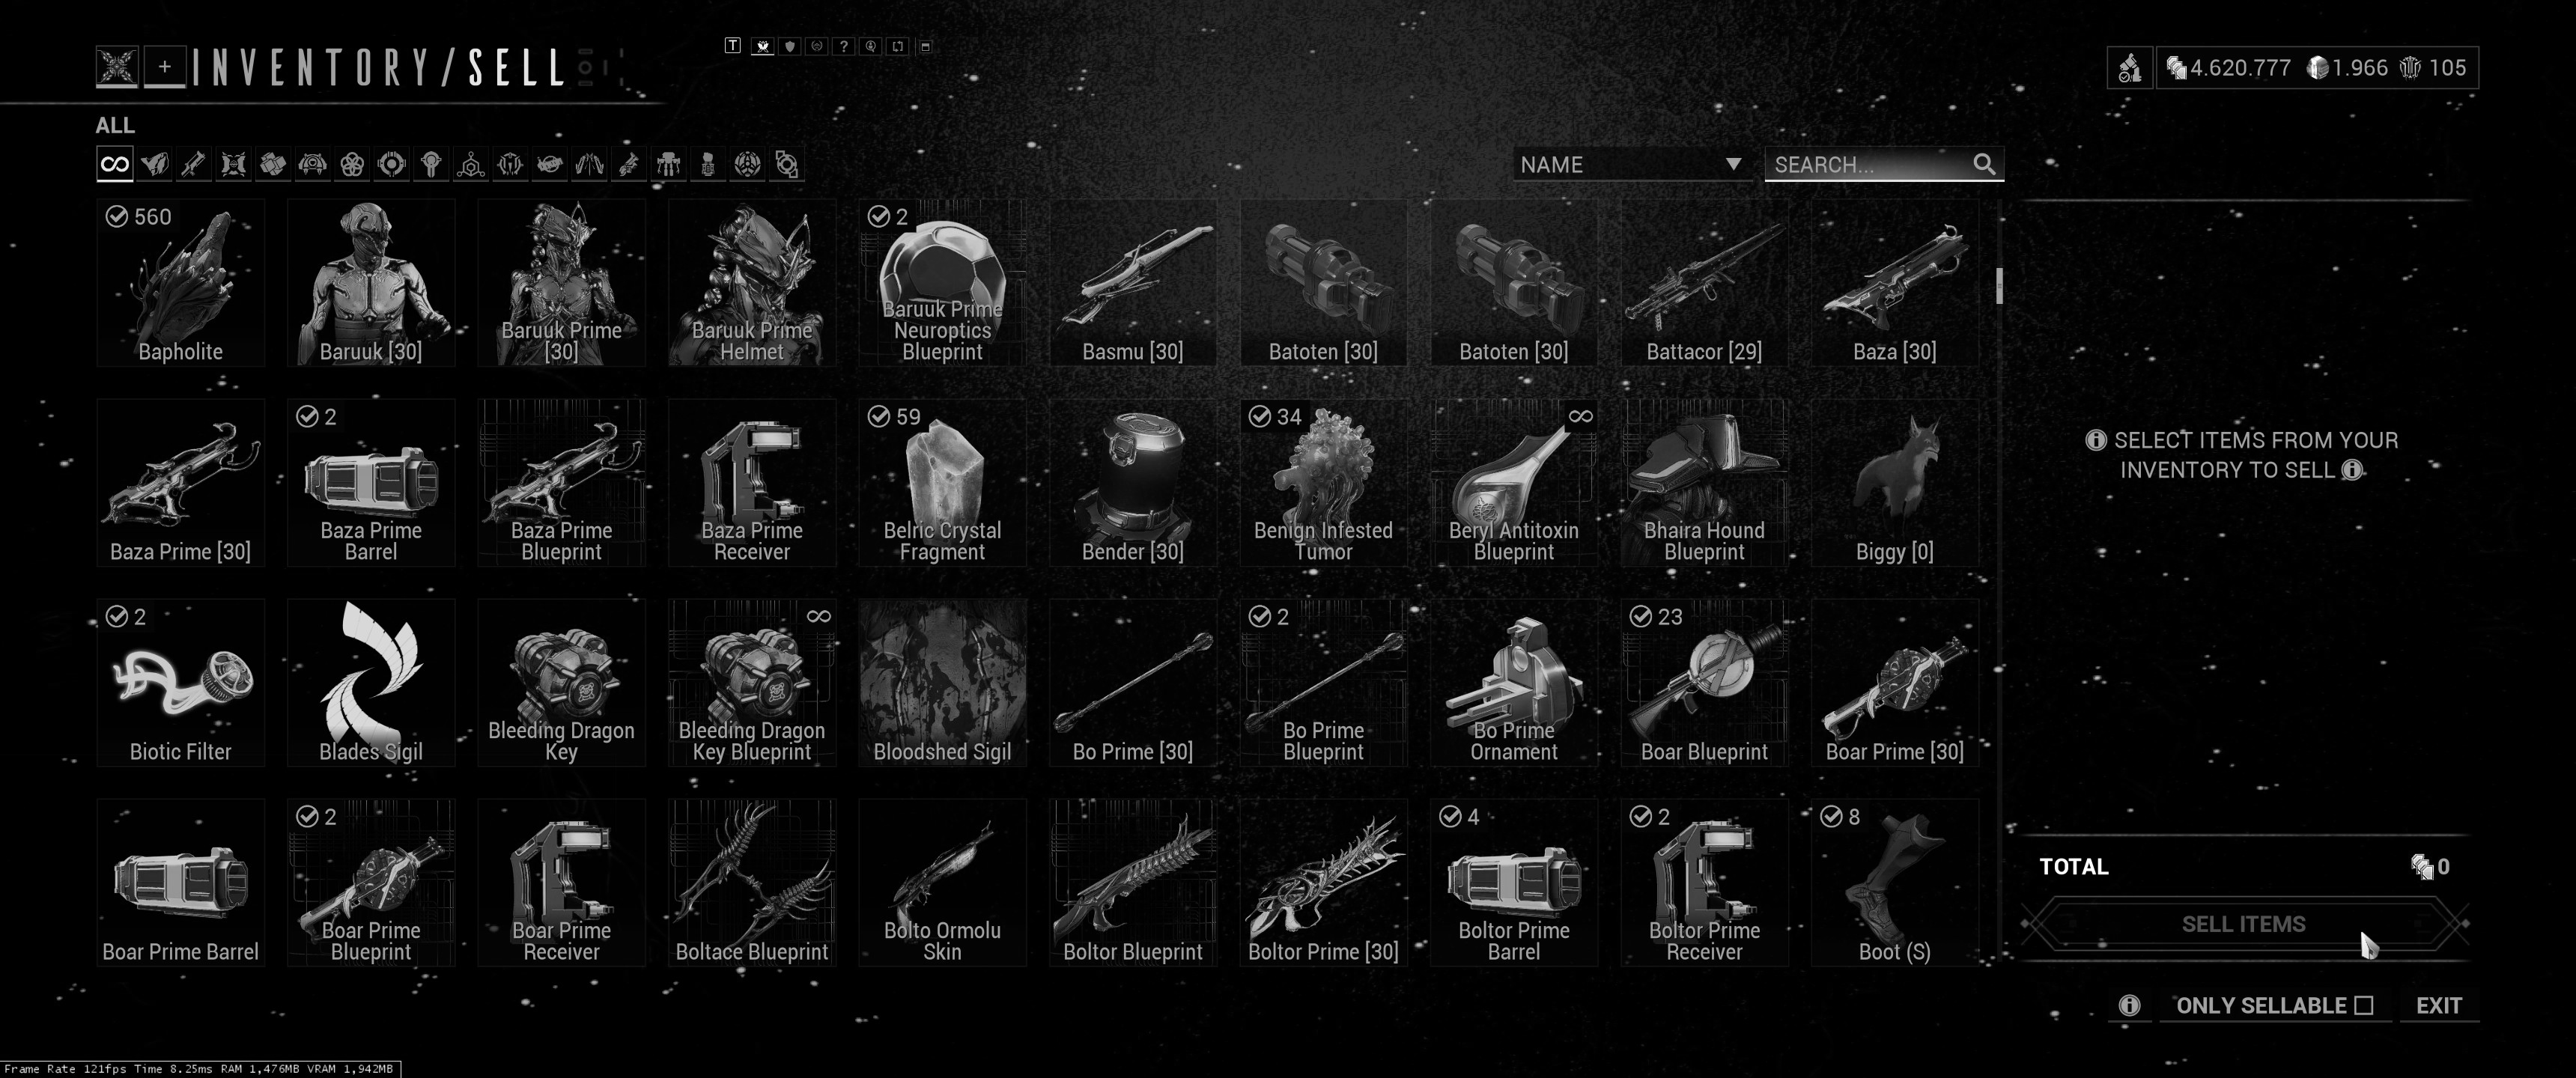 INVENTORY/SELL
T
4.620.777 1.966 105
ALL
NAME
SEARCH...
560
Bapholite
Baruuk [30]
Baruuk Prime
[30]
Baruuk Prime
Helmet
2
Baruuk Prime
Neuroptics
Blueprint
Basmu [30]
Batoten [30]
Batoten [30]
Battacor [29]
Baza [30]
Baza Prime [30]
2
Baza Prime
Barrel
Baza Prime
Blueprint
Baza Prime
Receiver
59
Belric Crystal
Fragment
Bender [30]
34
Benign Infested
Tumor
∞
Beryl Antitoxin
Blueprint
Bhaira Hound
Blueprint
Biggy [0]
2
Biotic Filter
Blades Sigil
Bleeding Dragon
Key
∞
Bleeding Dragon
Key Blueprint
Bloodshed Sigil
Bo Prime [30]
2
Bo Prime
Blueprint
Bo Prime
Ornament
23
Boar Blueprint
Boar Prime [30]
Boar Prime Barrel
2
Boar Prime
Blueprint
Boar Prime
Receiver
Boltace Blueprint
Bolto Ormolu
Skin
Boltor Blueprint
Boltor Prime [30]
4
Boltor Prime
Barrel
2
Boltor Prime
Receiver
8
Boot (S)
SELECT ITEMS FROM YOUR
INVENTORY TO SELL
TOTAL 0
SELL ITEMS
ONLY SELLABLE
EXIT
Frame Rate 121fps Time 8.25ms RAM 1,476MB VRAM 1,942MB